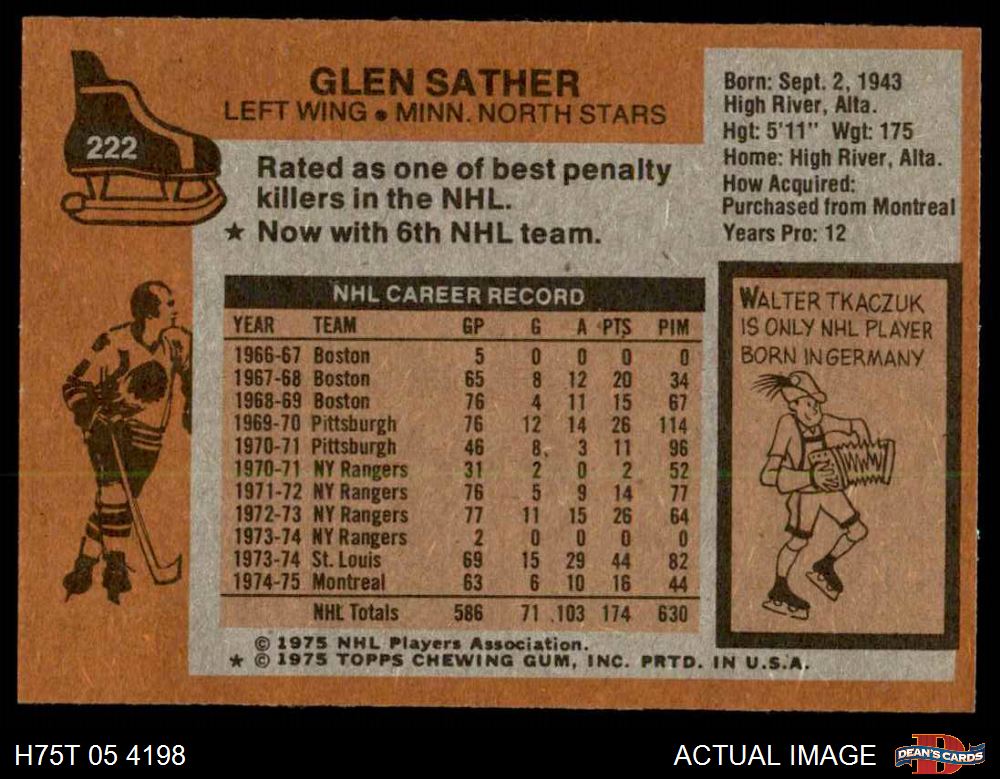 222
GLEN SATHER
LEFT WING • MINN. NORTH STARS
Born: Sept. 2, 1943
High River, Alta.
Hgt: 5'11" Wgt: 175
Home: High River, Alta.
How Acquired:
Purchased from Montreal
Years Pro: 12
Rated as one of best penalty
killers in the NHL.
★ Now with 6th NHL team.
NHL CAREER RECORD
YEAR TEAM GP G A PTS PIM
1966-67 Boston 5 0 0 0 0
1967-68 Boston 65 8 12 20 34
1968-69 Boston 76 4 11 15 67
1969-70 Pittsburgh 76 12 14 26 114
1970-71 Pittsburgh 46 8 3 11 96
1970-71 NY Rangers 31 2 0 2 52
1971-72 NY Rangers 76 5 9 14 77
1972-73 NY Rangers 77 11 15 26 64
1973-74 NY Rangers 2 0 0 0 0
1973-74 St. Louis 69 15 29 44 82
1974-75 Montreal 63 6 10 16 44
NHL Totals 586 71 103 174 630
WALTER TKACZUK
IS ONLY NHL PLAYER
BORN IN GERMANY
© 1975 NHL Players Association.
★ © 1975 TOPPS CHEWING GUM, INC. PRTD. IN U.S.A.
H75T 05 4198
ACTUAL IMAGE
D
DEAN'S CARDS